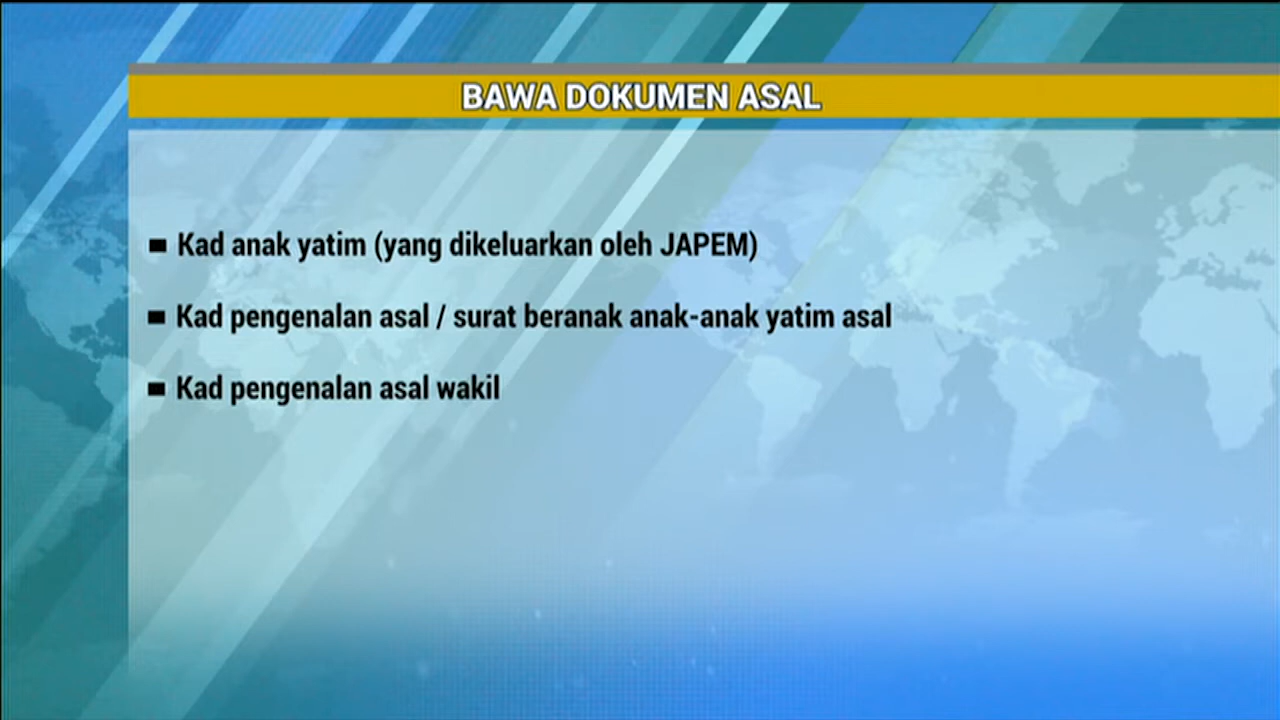 BAWA DOKUMEN ASAL
Kad anak yatim (yang dikeluarkan oleh JAPEM)
Kad pengenalan asal / surat beranak anak-anak yatim asal
Kad pengenalan asal wakil